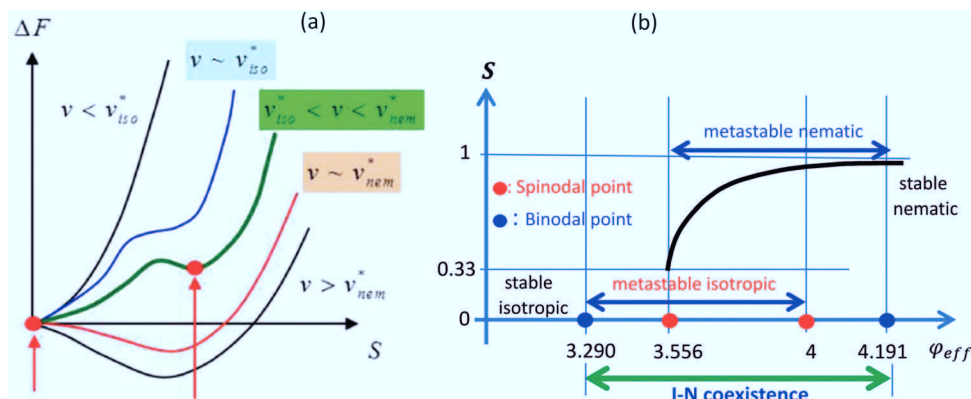 (a)
ΔF
v < v*iso
v ~ v*iso
v*iso < v < v*nem
v ~ v*nem
v > v*nem
S
(b)
S
metastable nematic
1
stable
nematic
: Spinodal point
: Binodal point
0.33
stable
isotropic
metastable isotropic
0
3.290 3.556 4 4.191 φeff
I-N coexistence